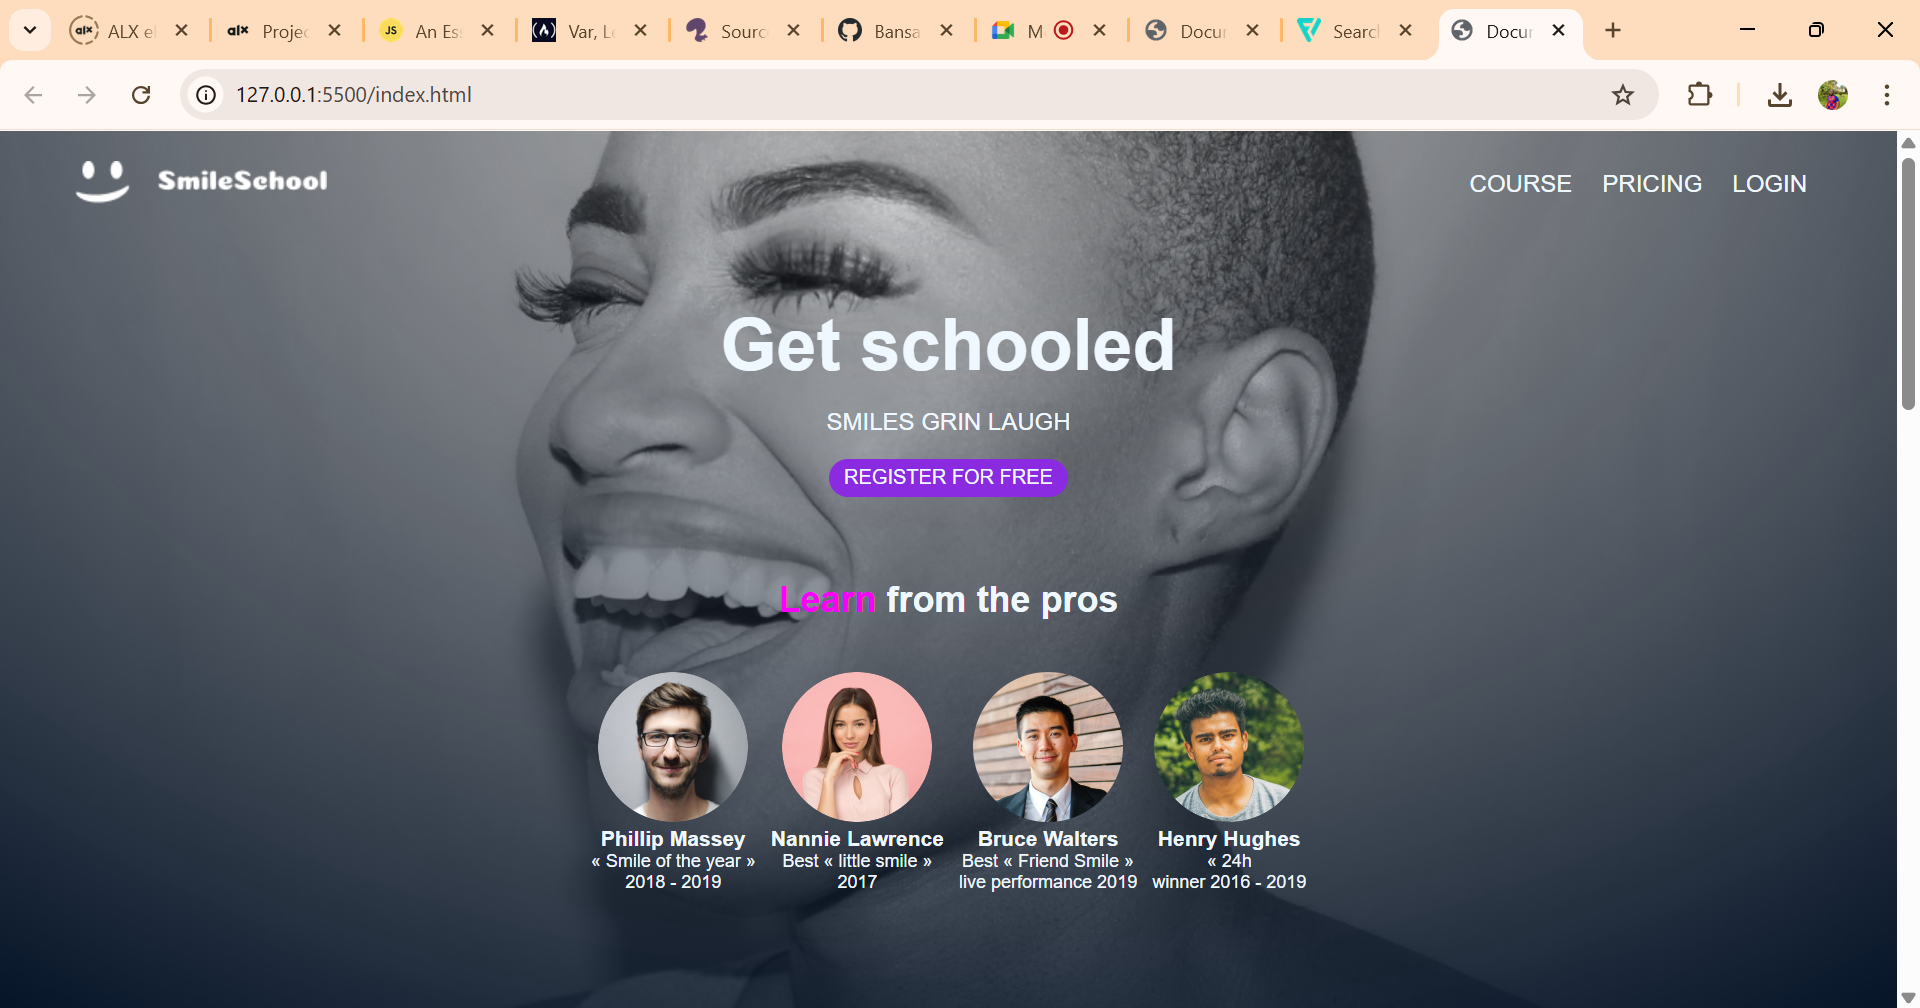 ALX el
Projec
JS
An Es
Var, L
Sourc
Bansa
M
Docur
Searc
Docur
127.0.0.1:5500/index.html
SmileSchool
COURSE PRICING LOGIN
Get schooled
SMILES GRIN LAUGH
REGISTER FOR FREE
Learn from the pros
Phillip Massey
« Smile of the year »
2018 - 2019
Nannie Lawrence
Best « little smile »
2017
Bruce Walters
Best « Friend Smile »
live performance 2019
Henry Hughes
« 24h
winner 2016 - 2019